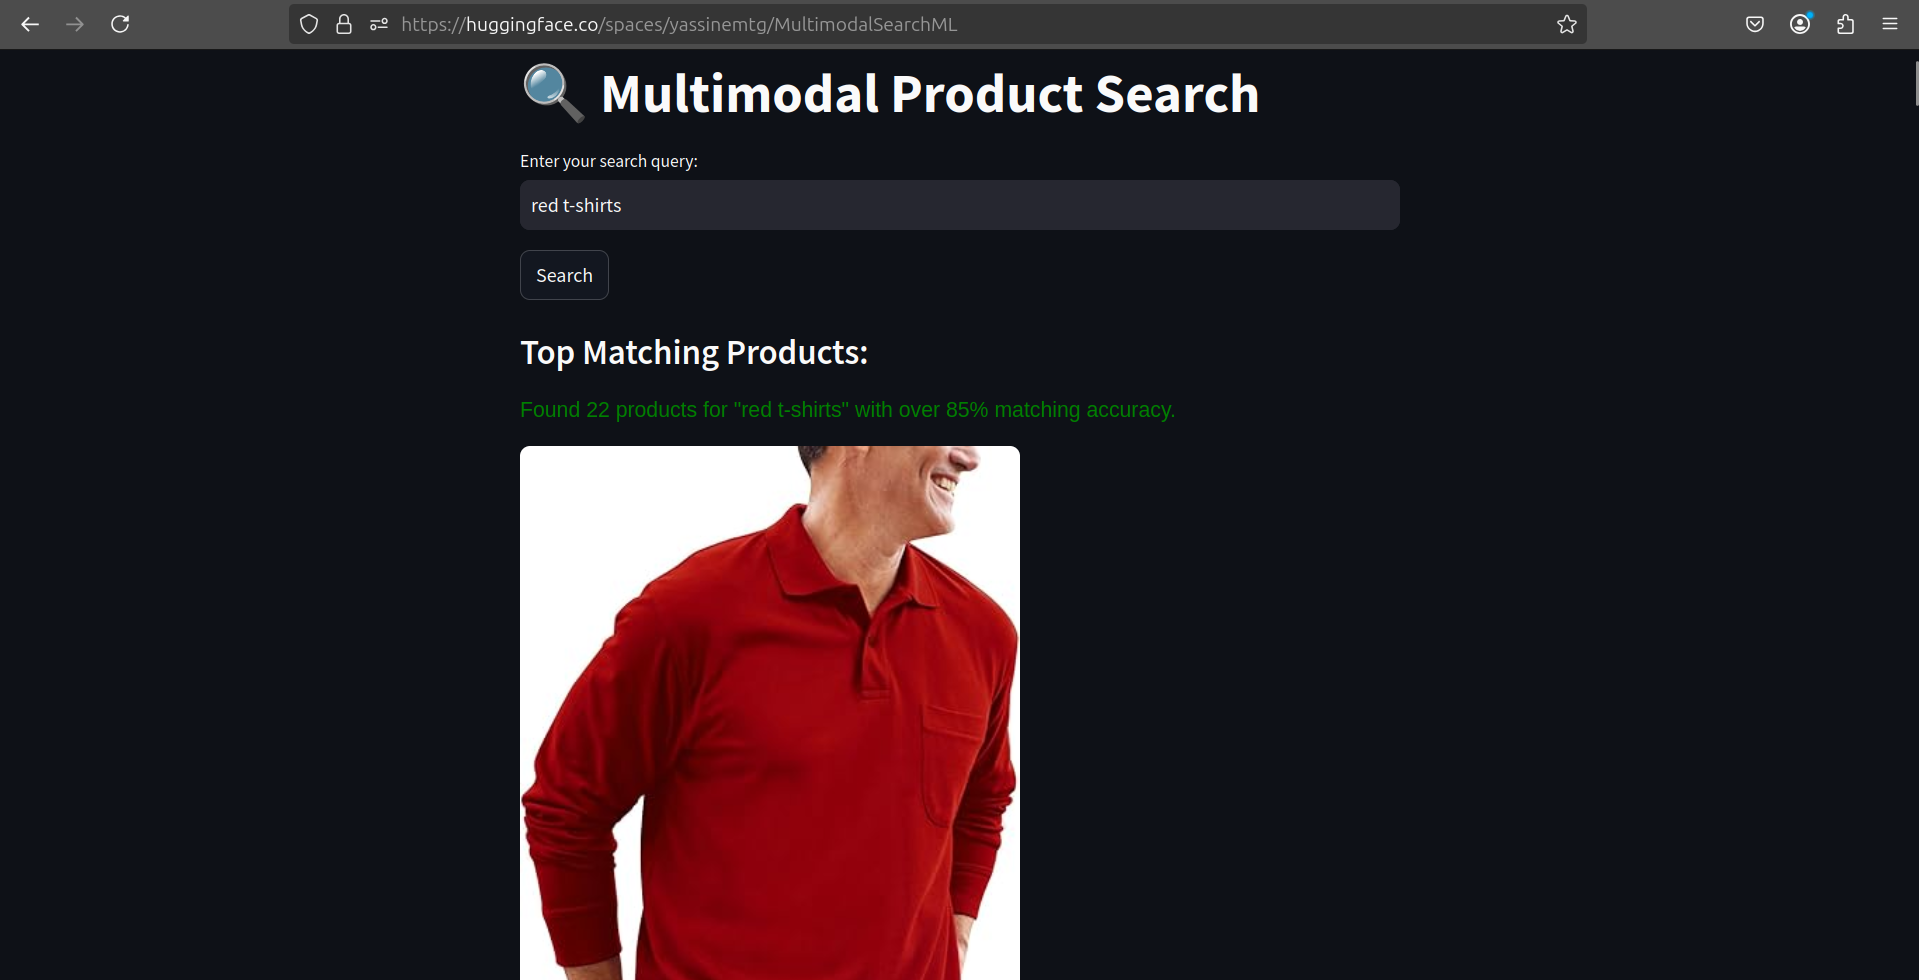 https://huggingface.co/spaces/yassinemtg/MultimodalSearchML
🔍 Multimodal Product Search
Enter your search query:
red t-shirts
Search
Top Matching Products:
Found 22 products for "red t-shirts" with over 85% matching accuracy.